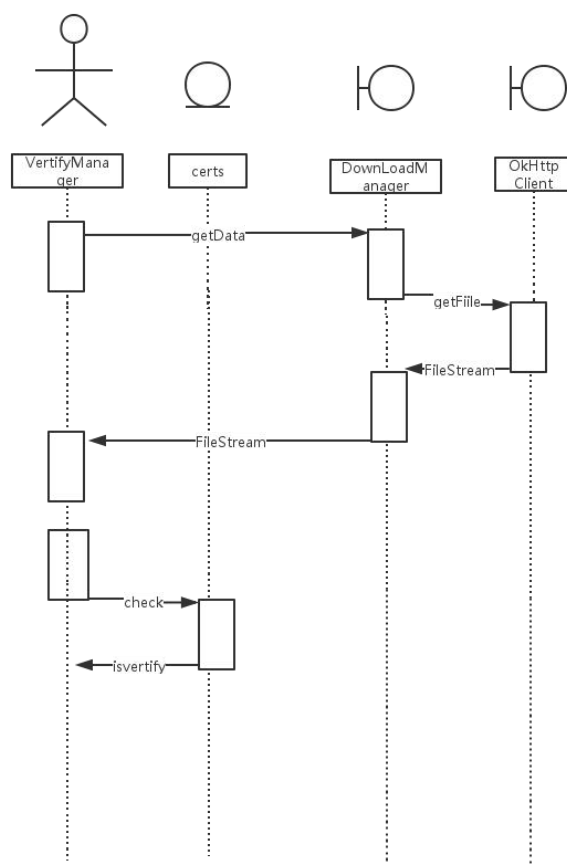 VertifyMana
ger
certs
DownLoadM
anager
OkHttp
Client
getData
getFiile
FileStream
FileStream
check
isvertify